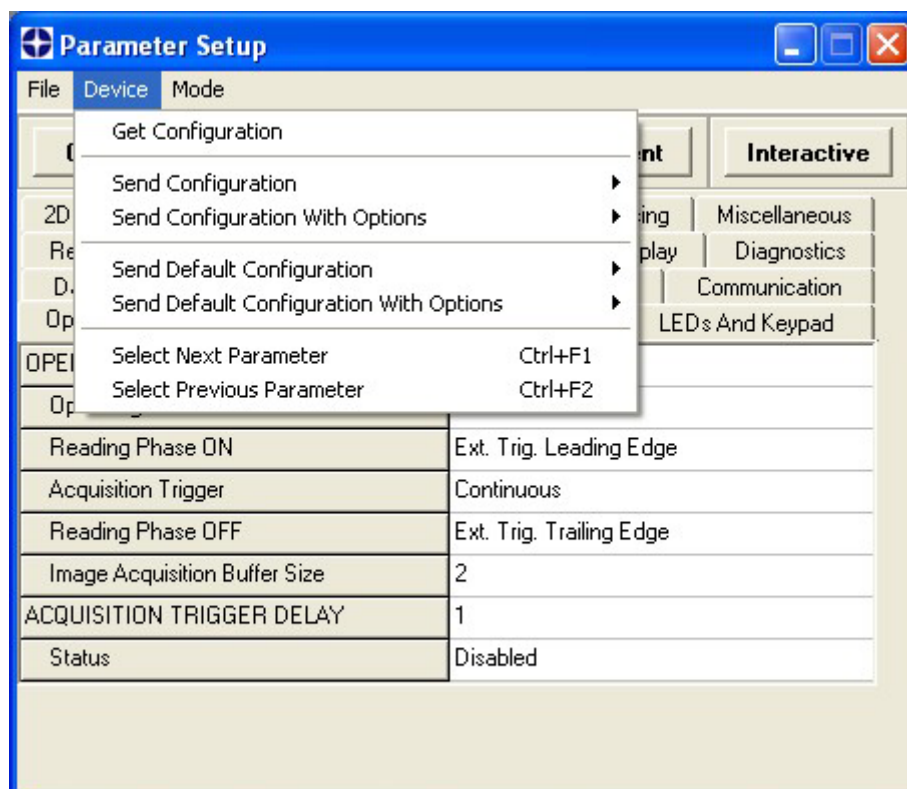 Parameter Setup
File Device Mode
Get Configuration
Interactive
Send Configuration
Send Configuration With Options
2D Miscellaneous
Diagnostics
Send Default Configuration
Send Default Configuration With Options
Communication
LEDs And Keypad
Select Next Parameter Ctrl+F1
Select Previous Parameter Ctrl+F2
Reading Phase ON Ext. Trig. Leading Edge
Acquisition Trigger Continuous
Reading Phase OFF Ext. Trig. Trailing Edge
Image Acquisition Buffer Size 2
ACQUISITION TRIGGER DELAY 1
Status Disabled